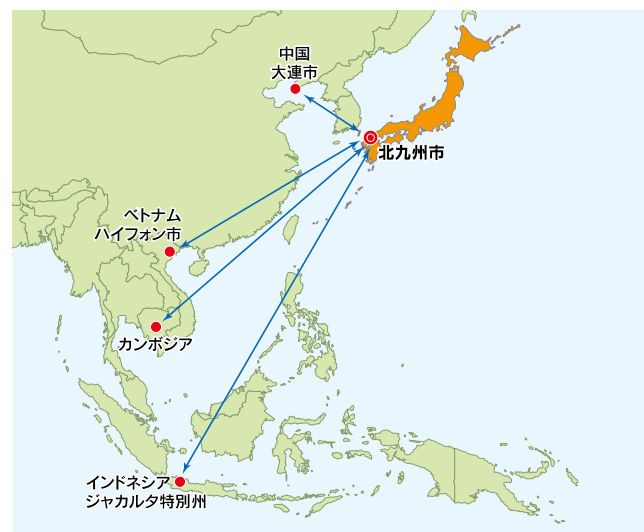 中国
大連市
北九州市
ベトナム
ハイフォン市
カンボジア
インドネシア
ジャカルタ特別州